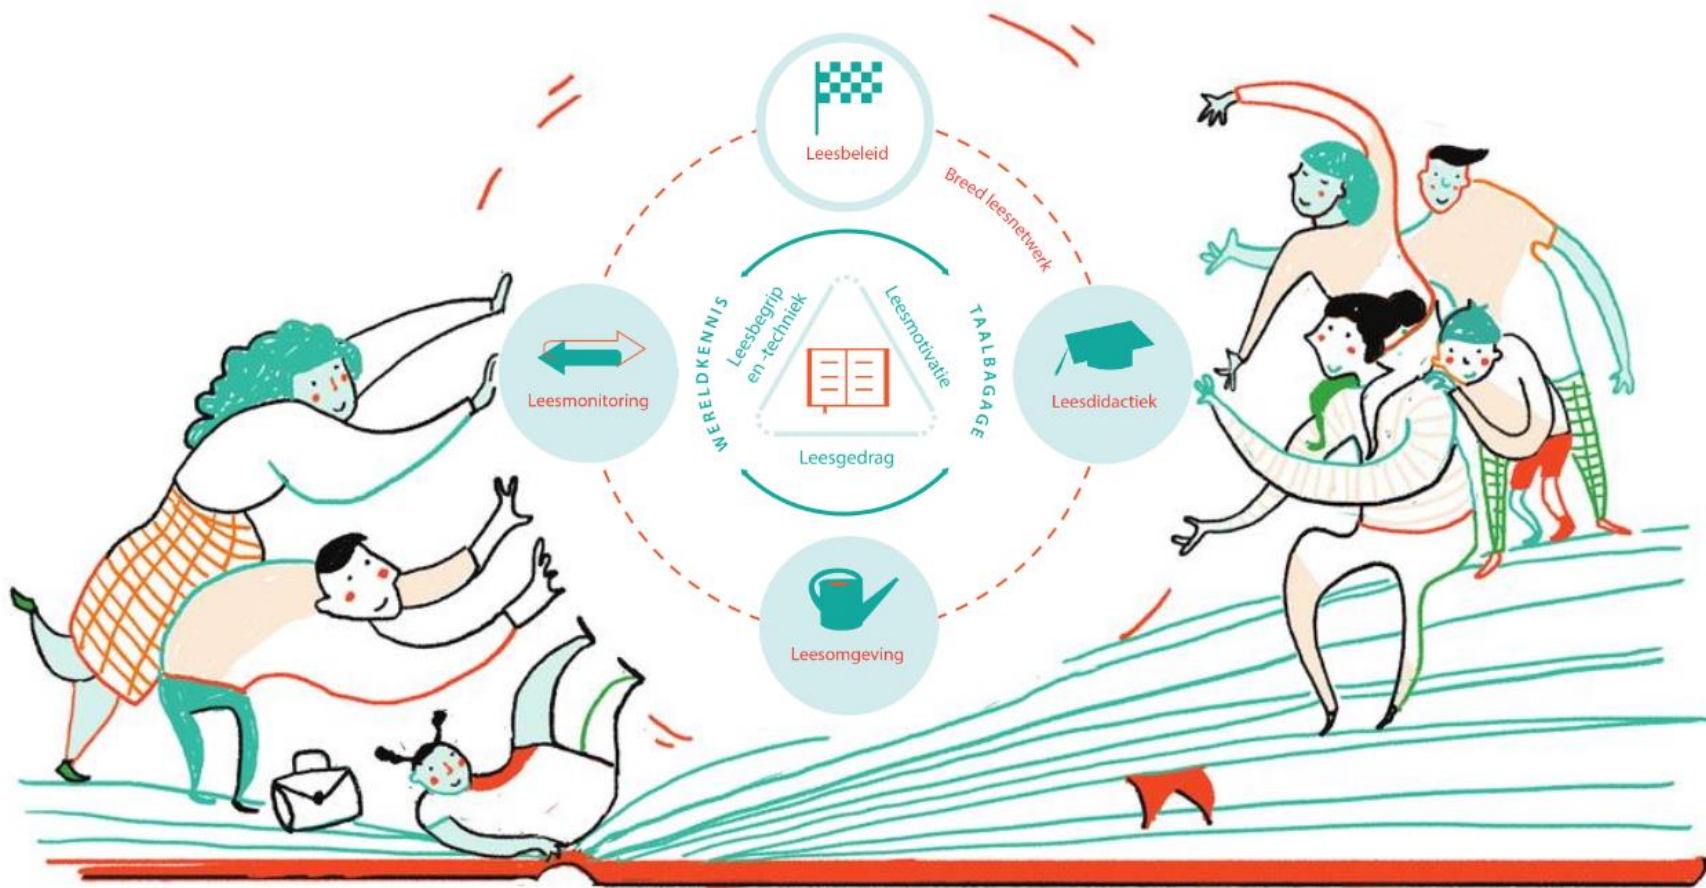 Leesbeleid
Breed leesnetwerk
WERELDKENNIS
Leesbegrip
en -techniek
Leesmotivatie
TAALBAGAGE
Leesmonitoring
Leesdidactiek
Leesgedrag
Leesomgeving